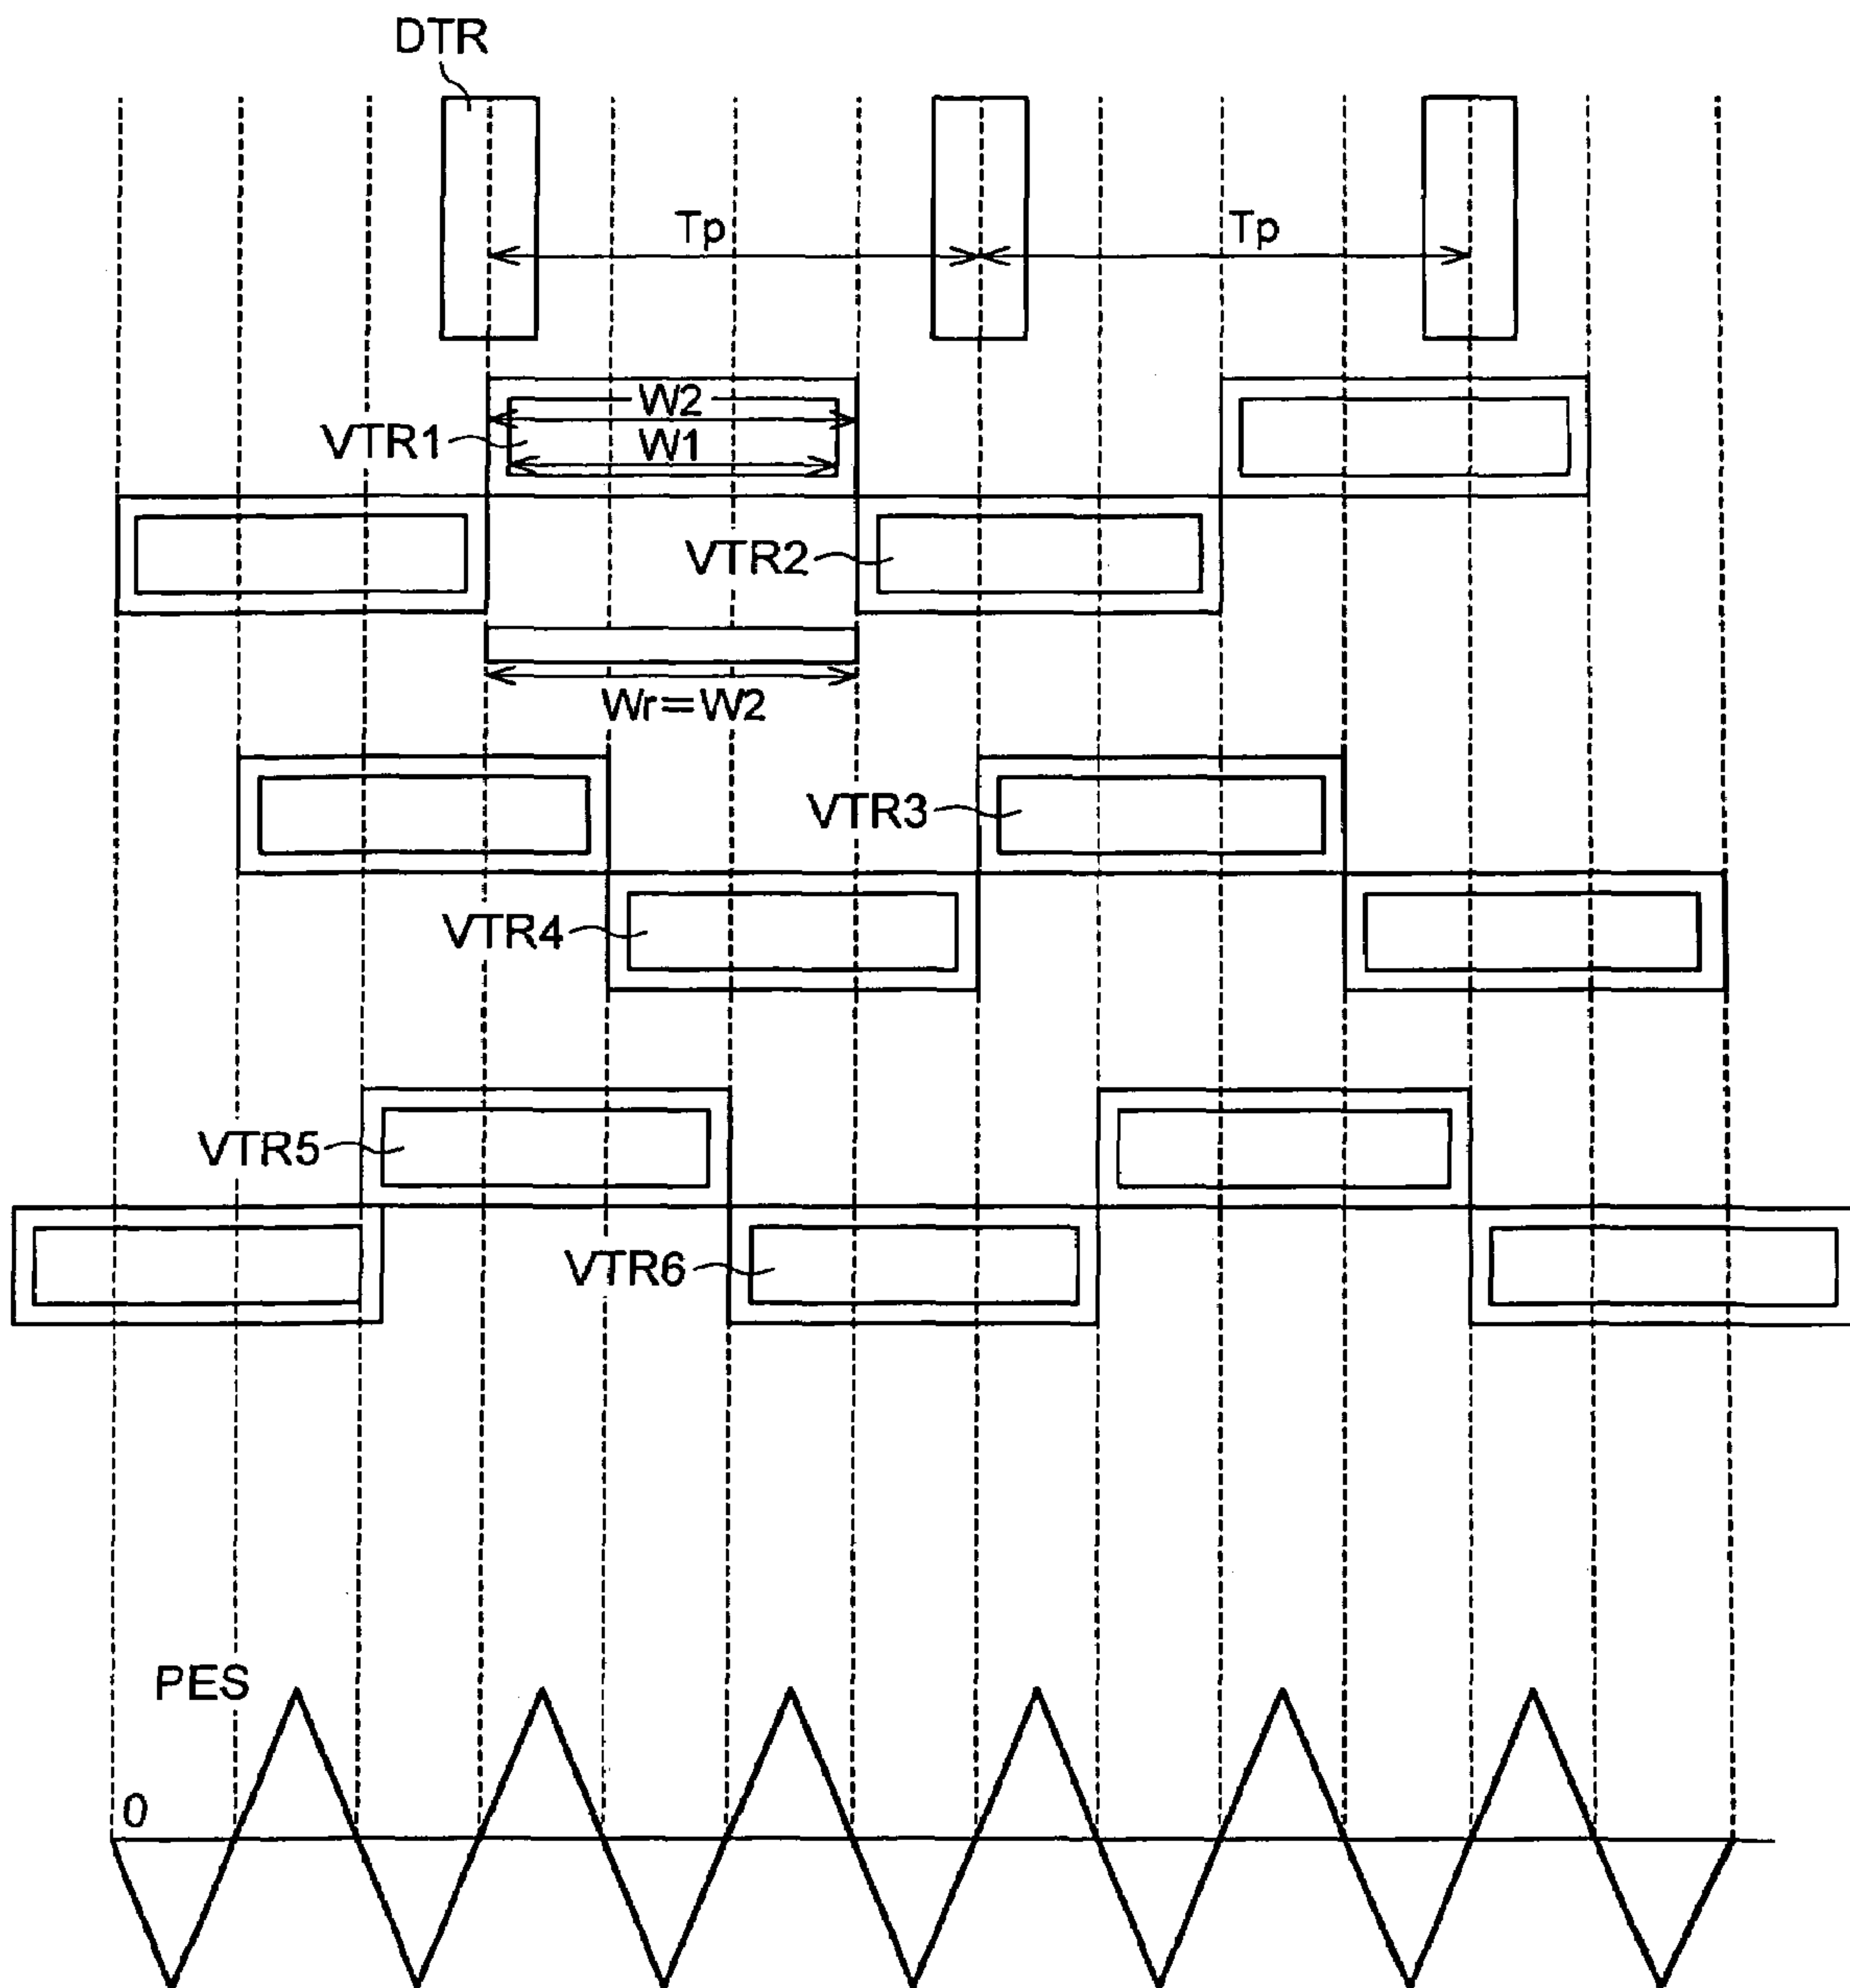 DTR
Tp Tp
W2
VTR1
W1
VTR2
Wr=W2
VTR3
VTR4
VTR5
VTR6
PES
0